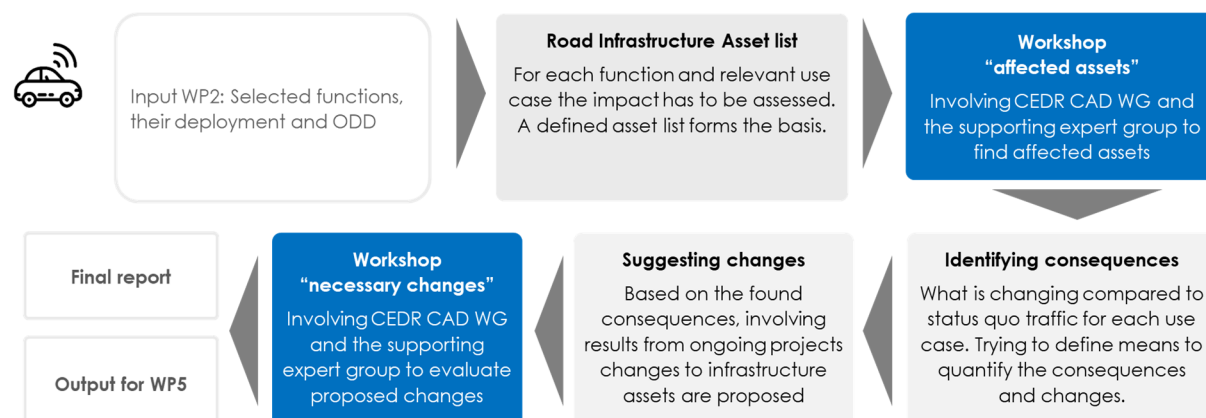 Input WP2: Selected functions,
their deployment and ODD
Road Infrastructure Asset list
For each function and relevant use
case the impact has to be assessed.
A defined asset list forms the basis.
Workshop
“affected assets”
Involving CEDR CAD WG and
the supporting expert group to
find affected assets
Identifying consequences
What is changing compared to
status quo traffic for each use
case. Trying to define means to
quantify the consequences
and changes.
Suggesting changes
Based on the found
consequences, involving
results from ongoing projects
changes to infrastructure
assets are proposed
Workshop
“necessary changes”
Involving CEDR CAD WG
and the supporting
expert group to evaluate
proposed changes
Final report
Output for WP5